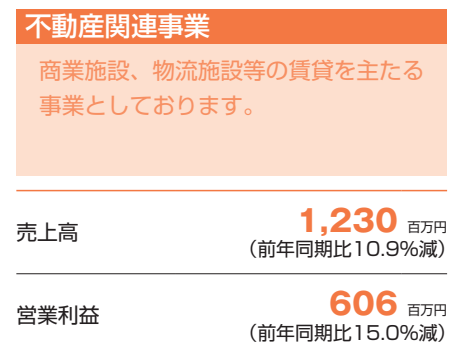 不動産関連事業
商業施設、物流施設等の賃貸を主たる
事業としております。
売上高
1,230 百万円
（前年同期比10.9%減）
営業利益
606 百万円
（前年同期比15.0%減）